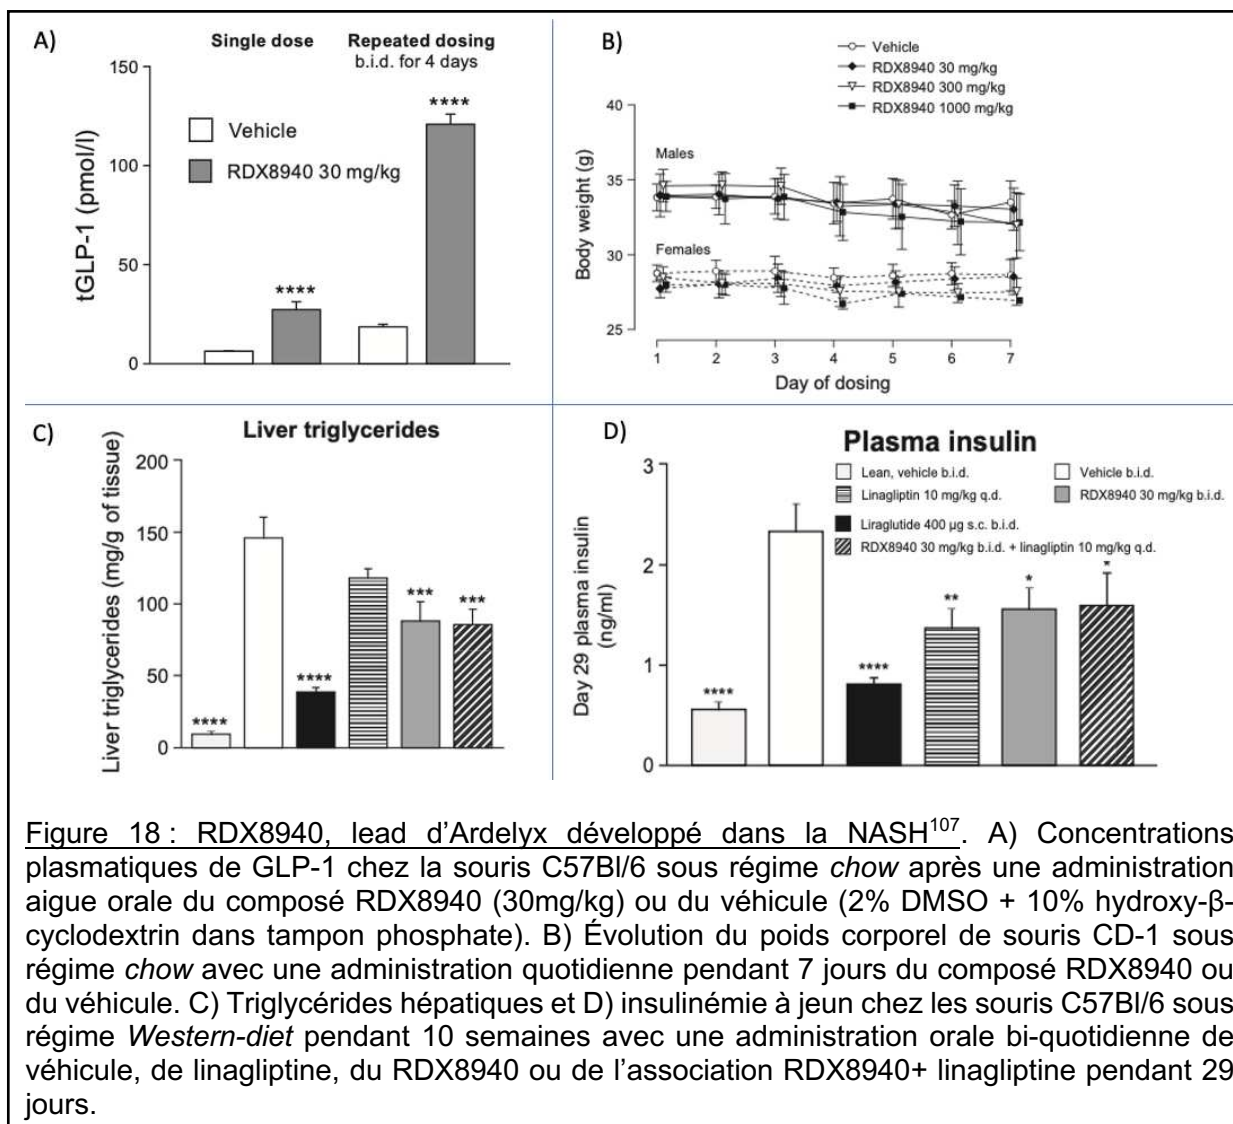 A)
Single dose
Repeated dosing
b.i.d. for 4 days
150
100
50
0
tGLP-1 (pmol/l)
Vehicle
RDX8940 30 mg/kg
****
****
B)
Vehicle
RDX8940 30 mg/kg
RDX8940 300 mg/kg
RDX8940 1000 mg/kg
40
35
30
25
Body weight (g)
Males
Females
1 2 3 4 5 6 7
Day of dosing
C)
Liver triglycerides
200
150
100
50
0
Liver triglycerides (mg/g of tissue)
****
****
***
***
D)
Plasma insulin
3
2
1
0
Day 29 plasma insulin
(ng/ml)
Lean, vehicle b.i.d.
Vehicle b.i.d.
Linagliptin 10 mg/kg q.d.
RDX8940 30 mg/kg b.i.d.
Liraglutide 400 µg s.c. b.i.d.
RDX8940 30 mg/kg b.i.d. + linagliptin 10 mg/kg q.d.
****
****
**
*
*
Figure 18 : RDX8940, lead d’Ardelyx développé dans la NASH107. A) Concentrations
plasmatiques de GLP-1 chez la souris C57Bl/6 sous régime chow après une administration
aigue orale du composé RDX8940 (30mg/kg) ou du véhicule (2% DMSO + 10% hydroxy-β-
cyclodextrin dans tampon phosphate). B) Évolution du poids corporel de souris CD-1 sous
régime chow avec une administration quotidienne pendant 7 jours du composé RDX8940 ou
du véhicule. C) Triglycérides hépatiques et D) insulinémie à jeun chez les souris C57Bl/6 sous
régime Western-diet pendant 10 semaines avec une administration orale bi-quotidienne de
véhicule, de linagliptine, du RDX8940 ou de l’association RDX8940+ linagliptine pendant 29
jours.